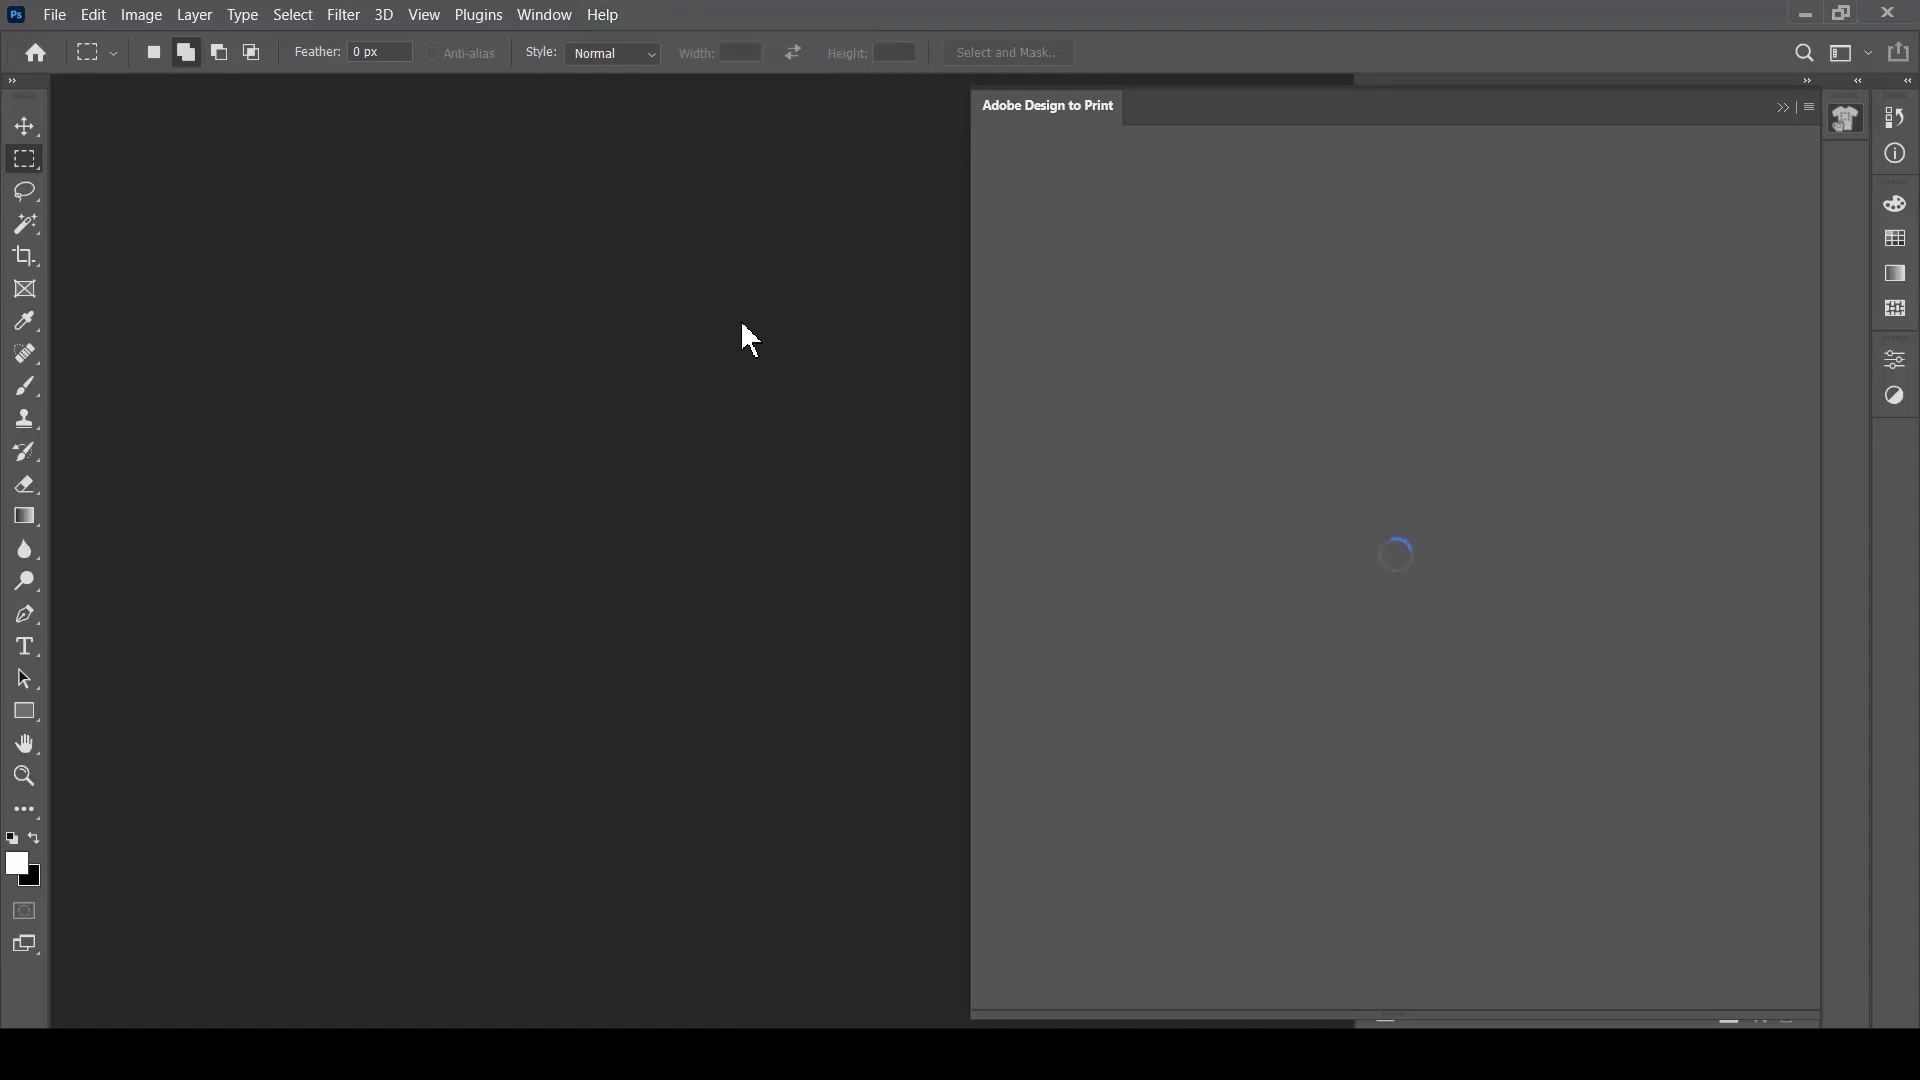 Ps File Edit Image Layer Type Select Filter 3D View Plugins Window Help
Feather: 0 px Anti-alias Style: Normal Width: Height: Select and Mask...
Adobe Design to Print